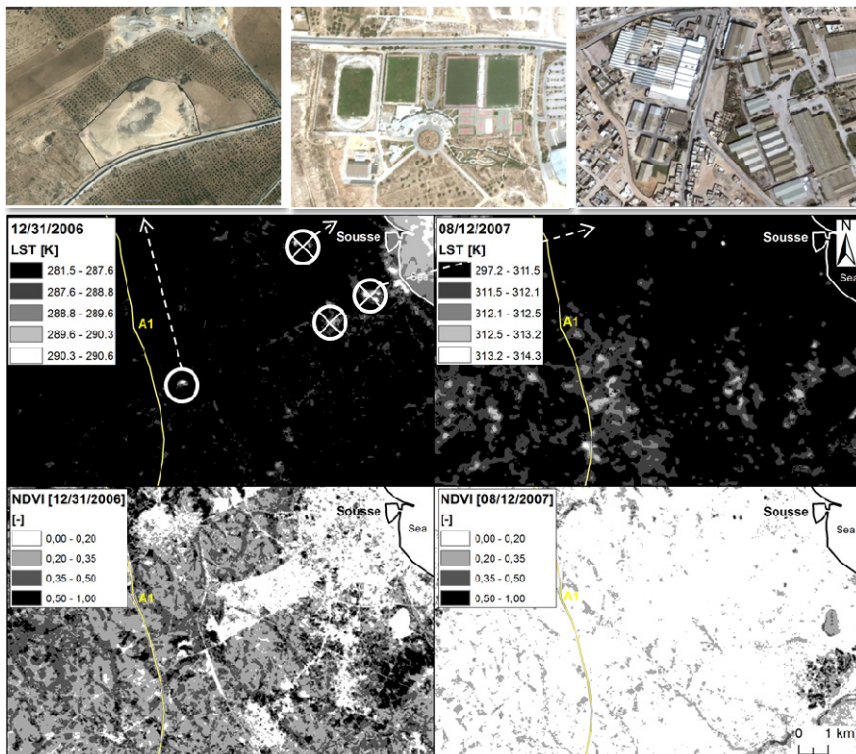 12/31/2006
LST [K]
281.5 - 287.6
287.6 - 288.8
288.8 - 289.6
289.6 - 290.3
290.3 - 290.6
A1
Sousse
Sea
08/12/2007
LST [K]
297.2 - 311.5
311.5 - 312.1
312.1 - 312.5
312.5 - 313.2
313.2 - 314.3
A1
Sousse
N
Sea
NDVI [12/31/2006]
[-]
0,00 - 0,20
0,20 - 0,35
0,35 - 0,50
0,50 - 1,00
A1
Sousse
Sea
NDVI [08/12/2007]
[-]
0,00 - 0,20
0,20 - 0,35
0,35 - 0,50
0,50 - 1,00
A1
Sousse
Sea
0 1 km